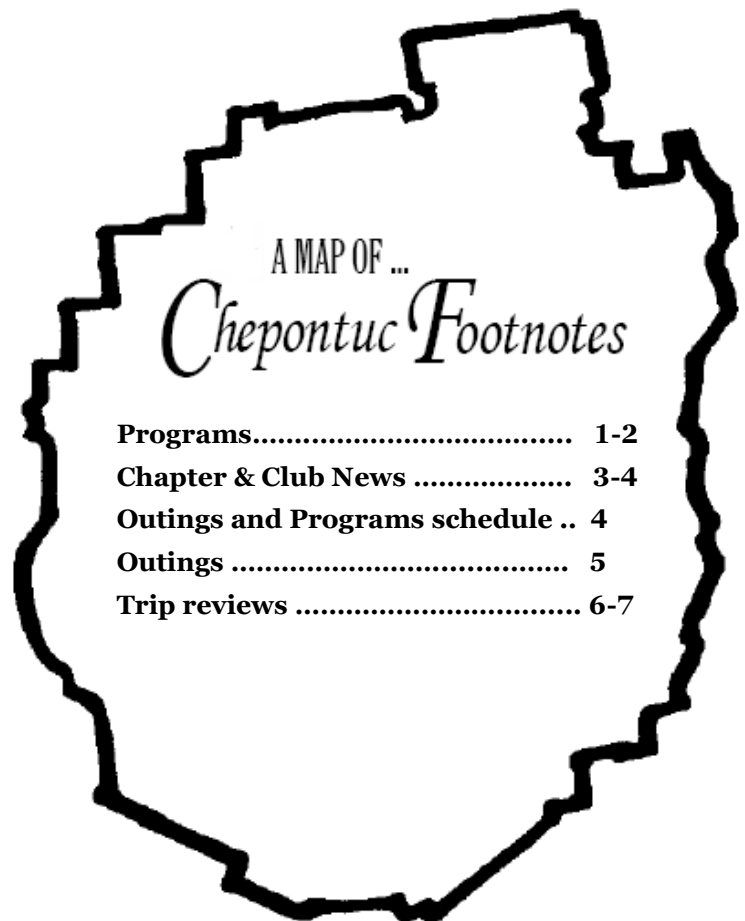 A MAP OF ...
Chepontuc Footnotes
Programs...................................... 1-2
Chapter & Club News ................... 3-4
Outings and Programs schedule .. 4
Outings ........................................ 5
Trip reviews .................................. 6-7